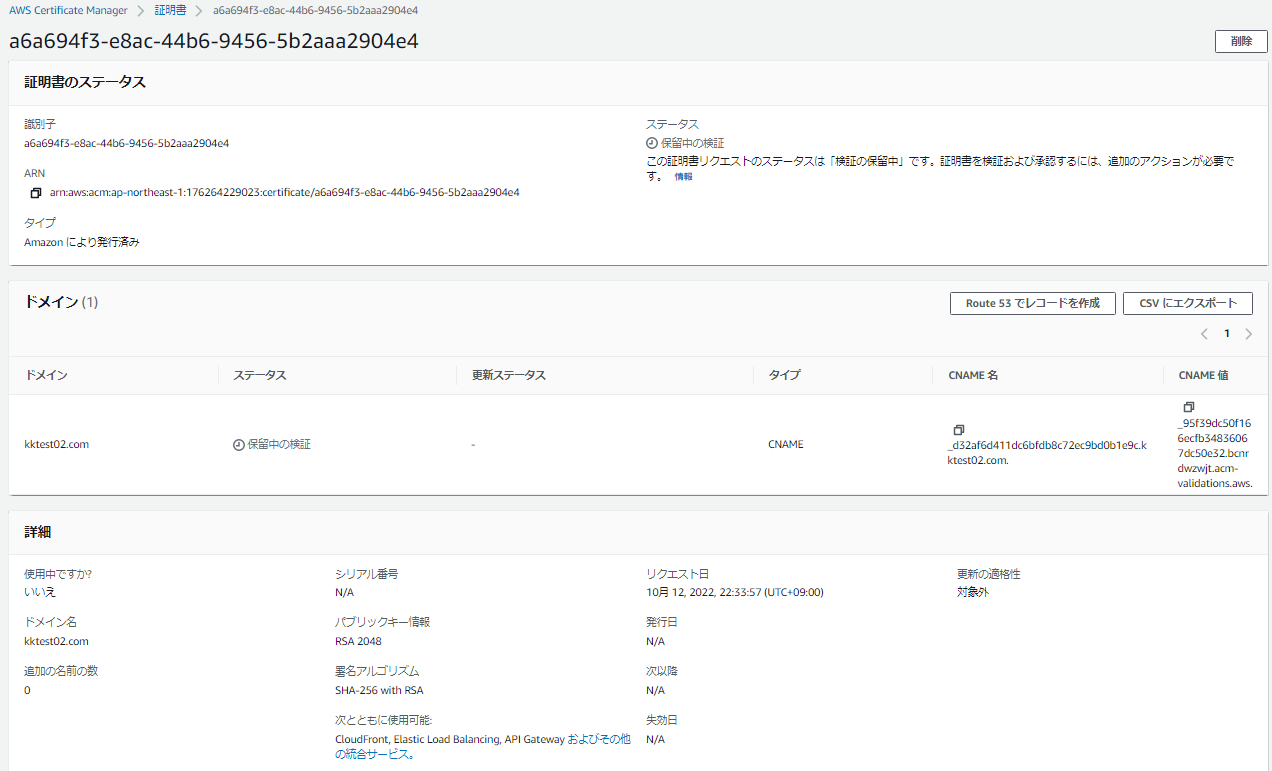 AWS Certificate Manager > 証明書 > a6a694f3-e8ac-44b6-9456-5b2aaa2904e4
a6a694f3-e8ac-44b6-9456-5b2aaa2904e4
削除
証明書のステータス
識別子
a6a694f3-e8ac-44b6-9456-5b2aaa2904e4
ARN
arn:aws:acm:ap-northeast-1:176264229023:certificate/a6a694f3-e8ac-44b6-9456-5b2aaa2904e4
タイプ
Amazon により発行済み
ステータス
保留中の検証
この証明書リクエストのステータスは「検証の保留中」です。証明書を検証および承認するには、追加のアクションが必要で
す。 情報
ドメイン (1)
Route 53 でレコードを作成
CSV にエクスポート
1
ドメイン ステータス 更新ステータス タイプ CNAME 名 CNAME 値
kktest02.com
保留中の検証
-
CNAME
_d32af6d411dc6bfdb8c72ec9bd0b1e9c.k
ktest02.com.
_95f39dc50f16
6ecfb3483606
7dc50e32.bcnr
dwzwjt.acm-
validations.aws.
詳細
使用中ですか?
いいえ
ドメイン名
kktest02.com
追加の名前の数
0
シリアル番号
N/A
パブリックキー情報
RSA 2048
署名アルゴリズム
SHA-256 with RSA
次とともに使用可能:
CloudFront, Elastic Load Balancing, API Gateway およびその他
の統合サービス。
リクエスト日
10月 12, 2022, 22:33:57 (UTC+09:00)
発行日
N/A
次以降
N/A
失効日
N/A
更新の適格性
対象外